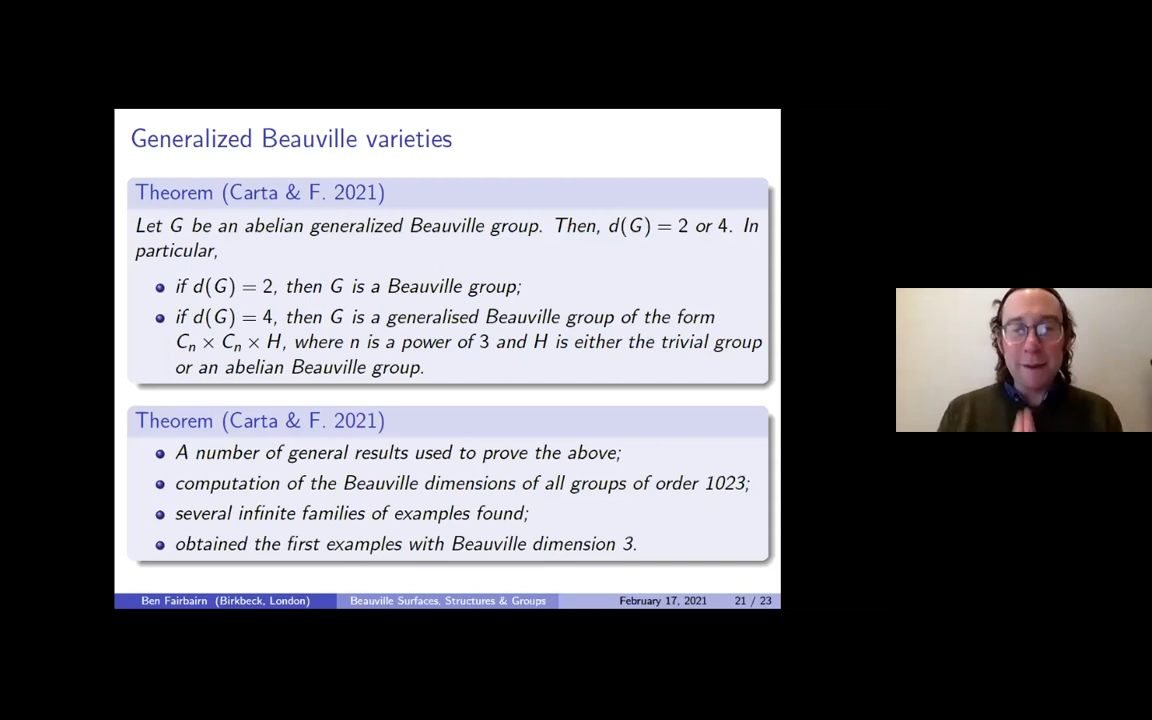 Generalized Beauville varieties
Theorem (Carta & F. 2021)
Let G be an abelian generalized Beauville group. Then, d(G) = 2 or 4. In
particular,
if d(G) = 2, then G is a Beauville group;
if d(G) = 4, then G is a generalised Beauville group of the form
Cₙ × Cₙ × H, where n is a power of 3 and H is either the trivial group
or an abelian Beauville group.
Theorem (Carta & F. 2021)
A number of general results used to prove the above;
computation of the Beauville dimensions of all groups of order 1023;
several infinite families of examples found;
obtained the first examples with Beauville dimension 3.
Ben Fairbairn (Birkbeck, London) Beauville Surfaces, Structures & Groups February 17, 2021 21 / 23